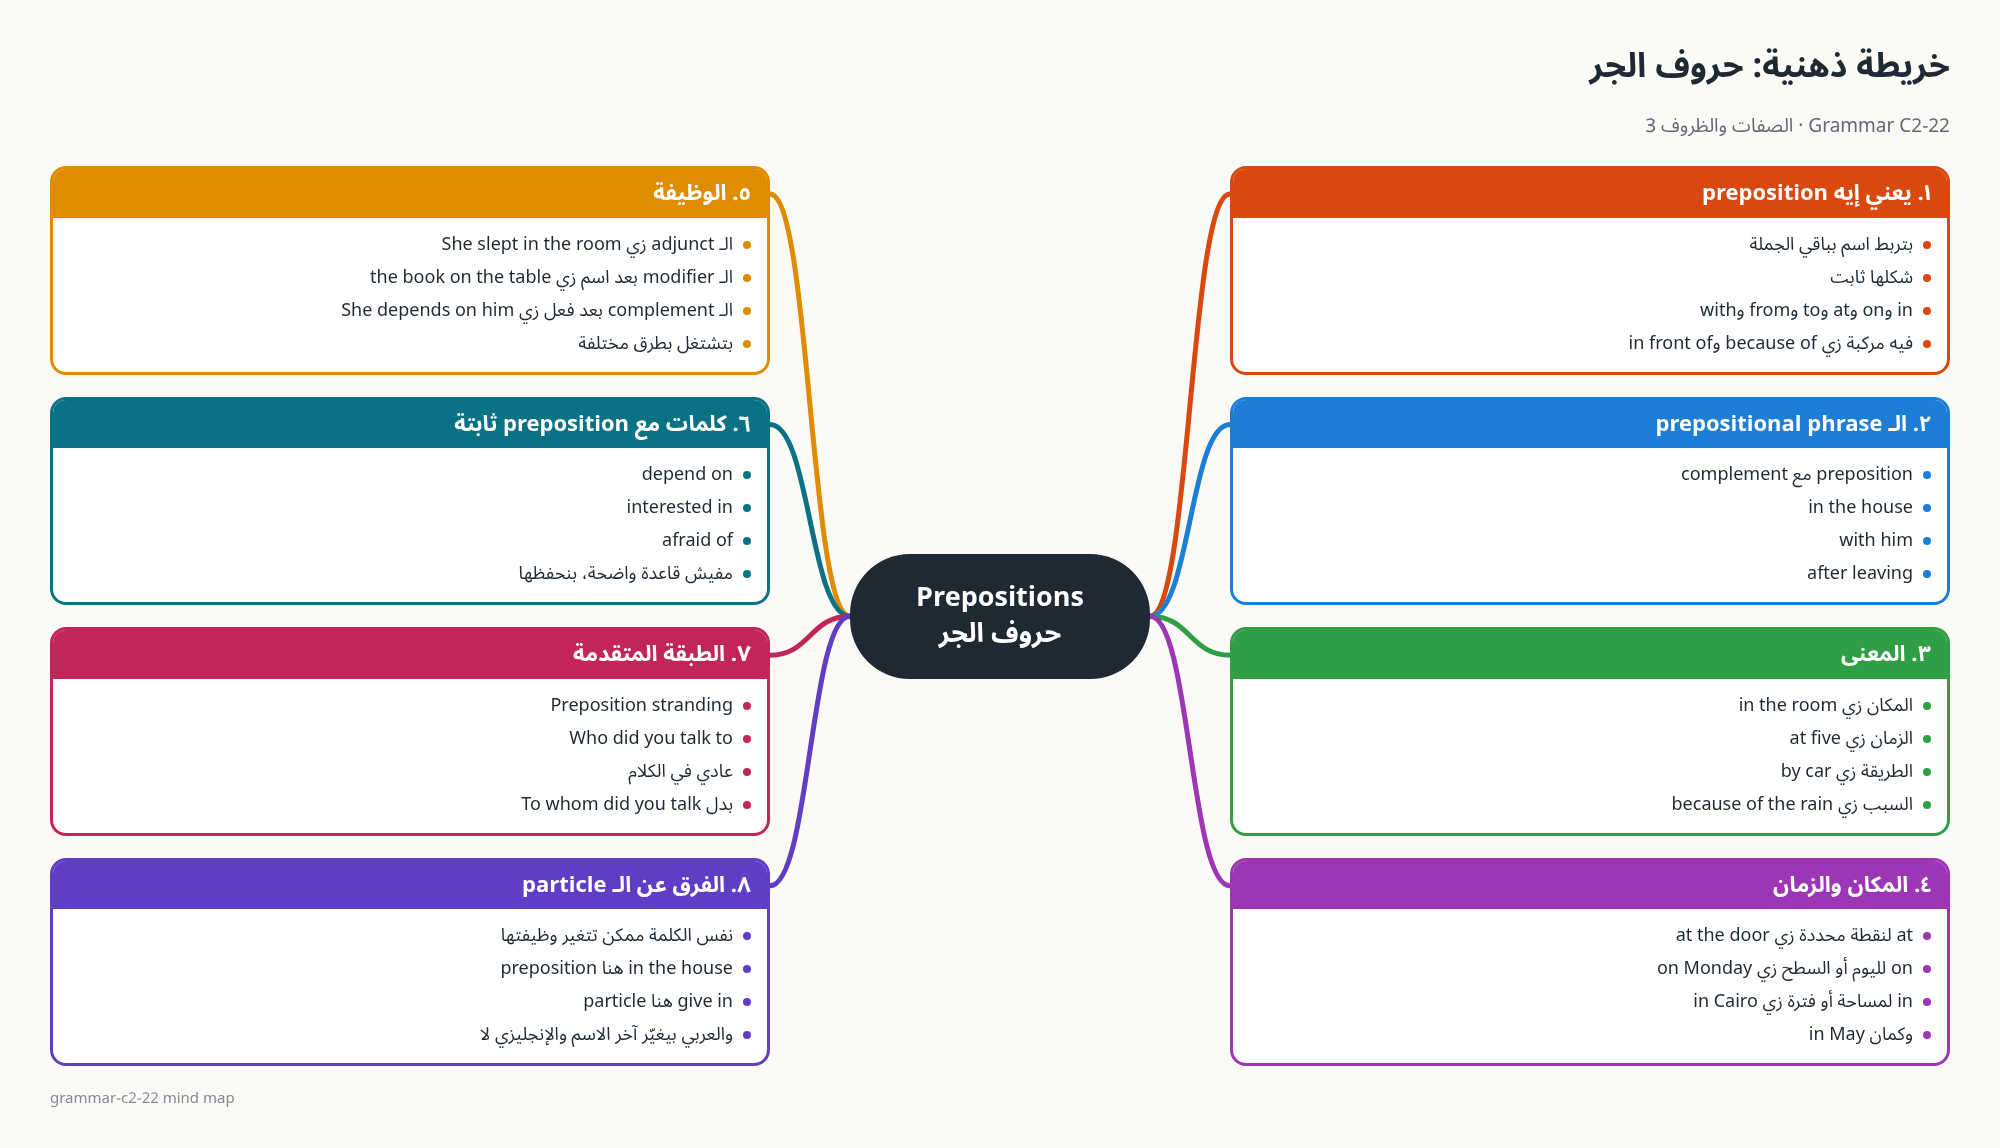 خريطة ذهنية: حروف الجر
Grammar C2-22 · الصفات والظروف 3
١. يعني إيه preposition
بتربط اسم بباقي الجملة
شكلها ثابت
in وon وat وto وfrom وwith
فيه مركبة زي because of وin front of
٢. الـ prepositional phrase
preposition مع complement
in the house
with him
after leaving
٣. المعنى
المكان زي in the room
الزمان زي at five
الطريقة زي by car
السبب زي because of the rain
٤. المكان والزمان
at لنقطة محددة زي at the door
on لليوم أو السطح زي on Monday
in لمساحة أو فترة زي in Cairo
وكمان in May
Prepositions
حروف الجر
٥. الوظيفة
الـ adjunct زي She slept in the room
الـ modifier بعد اسم زي the book on the table
الـ complement بعد فعل زي She depends on him
بتشتغل بطرق مختلفة
٦. كلمات مع preposition ثابتة
depend on
interested in
afraid of
مفيش قاعدة واضحة، بنحفظها
٧. الطبقة المتقدمة
Preposition stranding
Who did you talk to
عادي في الكلام
بدل To whom did you talk
٨. الفرق عن الـ particle
نفس الكلمة ممكن تتغير وظيفتها
in the house هنا preposition
give in هنا particle
والعربي بيغيّر آخر الاسم والإنجليزي لا
grammar-c2-22 mind map